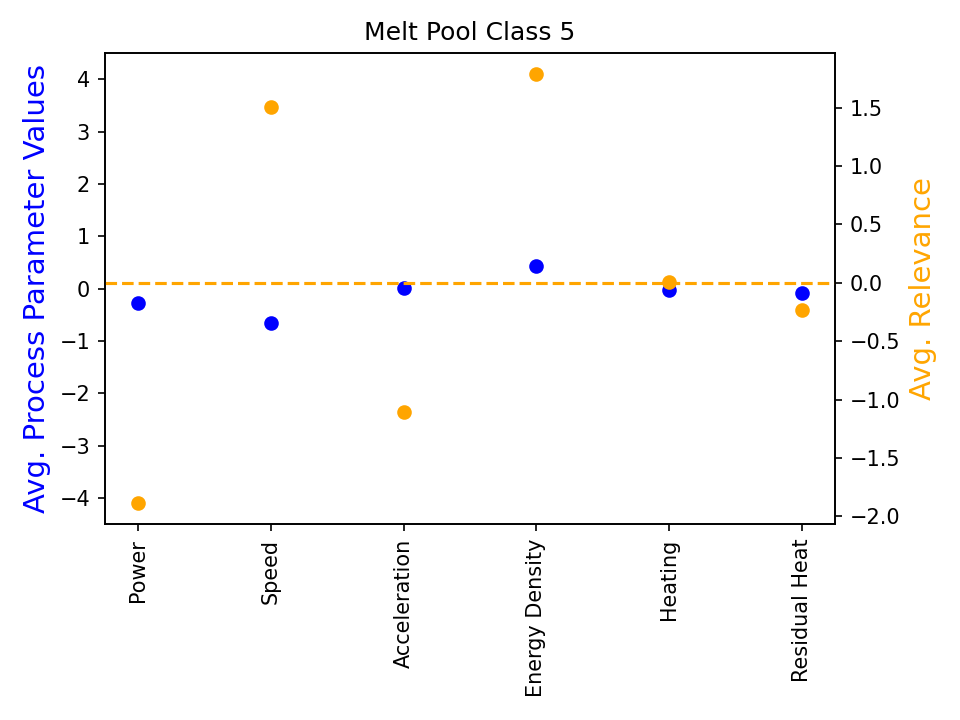 Melt Pool Class 5
Avg. Process Parameter Values
4
3
2
1
0
−1
−2
−3
−4
1.5
1.0
0.5
0.0
−0.5
−1.0
−1.5
−2.0
Avg. Relevance
Power
Speed
Acceleration
Energy Density
Heating
Residual Heat